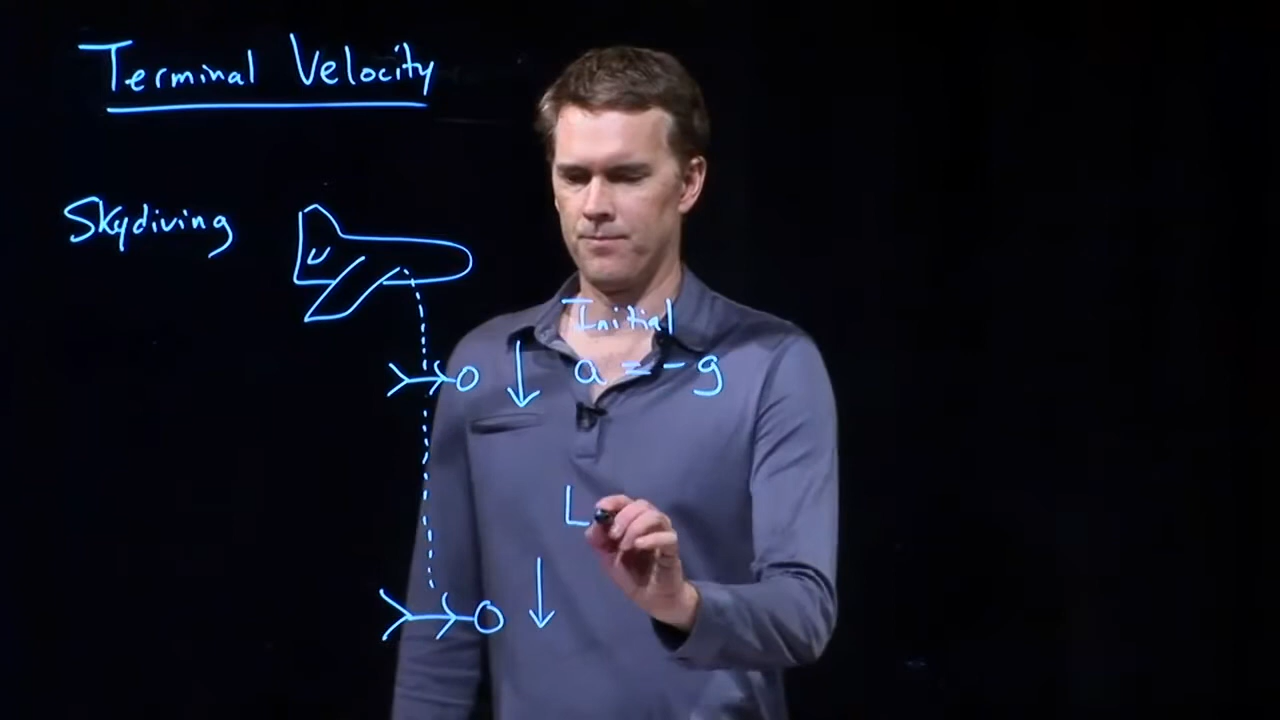 Terminal Velocity
Skydiving
Initial
a = -g
L